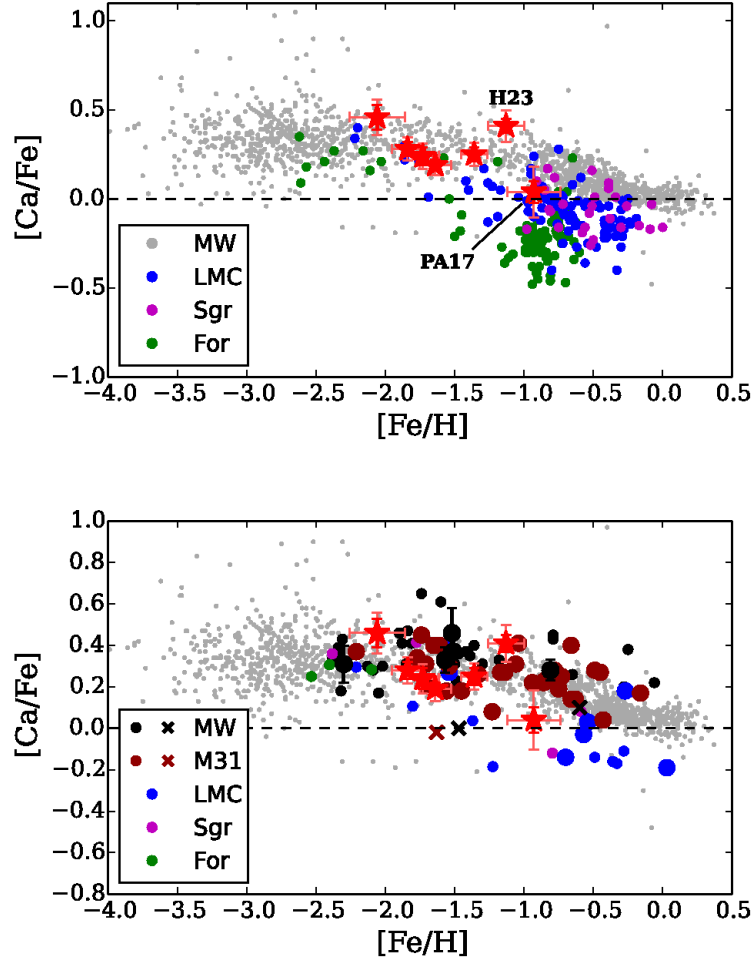 1.0
0.5
0.0
−0.5
−1.0
[Ca/Fe]
H23
PA17
MW
LMC
Sgr
For
−4.0 −3.5 −3.0 −2.5 −2.0 −1.5 −1.0 −0.5 0.0 0.5
[Fe/H]
1.0
0.8
0.6
0.4
0.2
0.0
−0.2
−0.4
−0.6
−0.8
[Ca/Fe]
MW
M31
LMC
Sgr
For
−4.0 −3.5 −3.0 −2.5 −2.0 −1.5 −1.0 −0.5 0.0 0.5
[Fe/H]